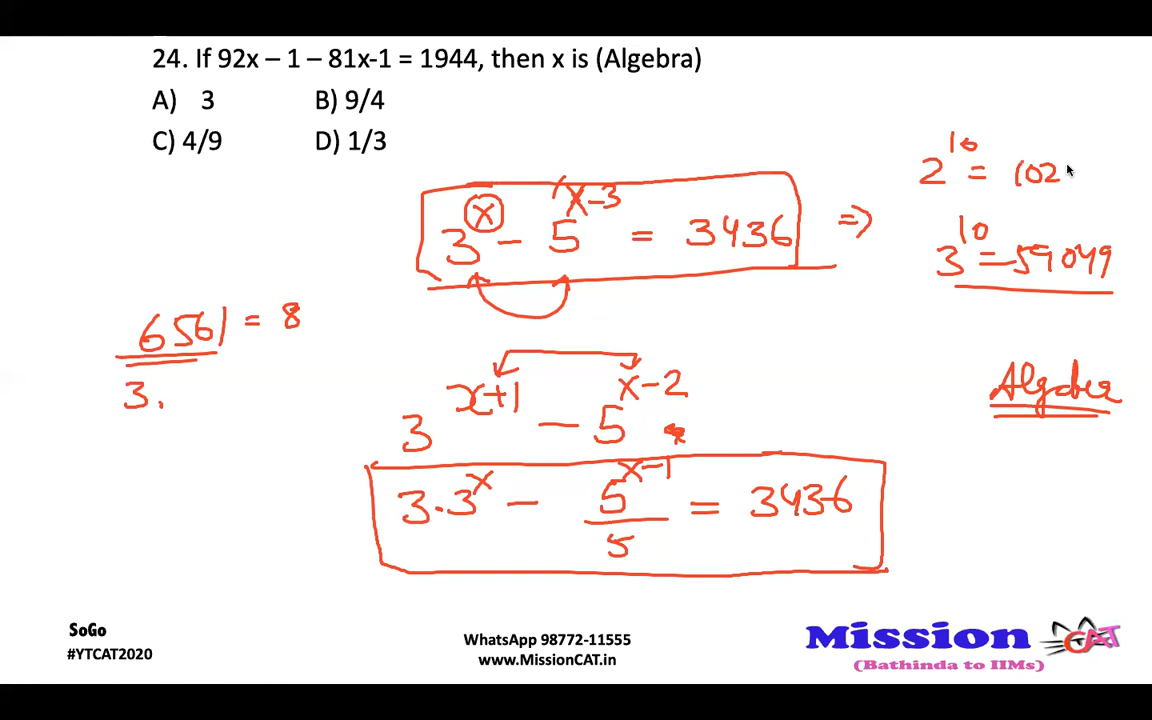 24. If 92x – 1 – 81x-1 = 1944, then x is (Algebra)
A) 3 B) 9/4
C) 4/9 D) 1/3
2^10 = 102
3^x - 5^x-3 = 3436 =>
3^10 = 59049
6561 = 8
3.
Algeber
3^x+1 - 5^x-2
3·3^x - 5^x-1/5 = 3436
SoGo
#YTCAT2020
WhatsApp 98772-11555
www.MissionCAT.in
Mission CAT
(Bathinda to IIMs)